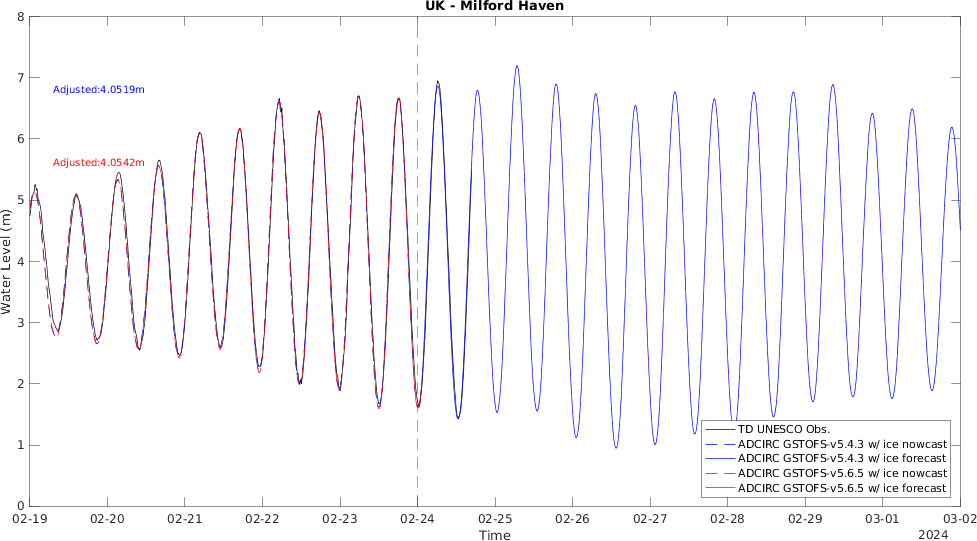 UK - Milford Haven
8
7
6
5
4
3
2
1
0
Water Level (m)
Adjusted:4.0519m
Adjusted:4.0542m
TD UNESCO Obs.
ADCIRC GSTOFS-v5.4.3 w/ ice nowcast
ADCIRC GSTOFS-v5.4.3 w/ ice forecast
ADCIRC GSTOFS-v5.6.5 w/ ice nowcast
ADCIRC GSTOFS-v5.6.5 w/ ice forecast
02-19 02-20 02-21 02-22 02-23 02-24 02-25 02-26 02-27 02-28 02-29 03-01 03-02
Time
2024